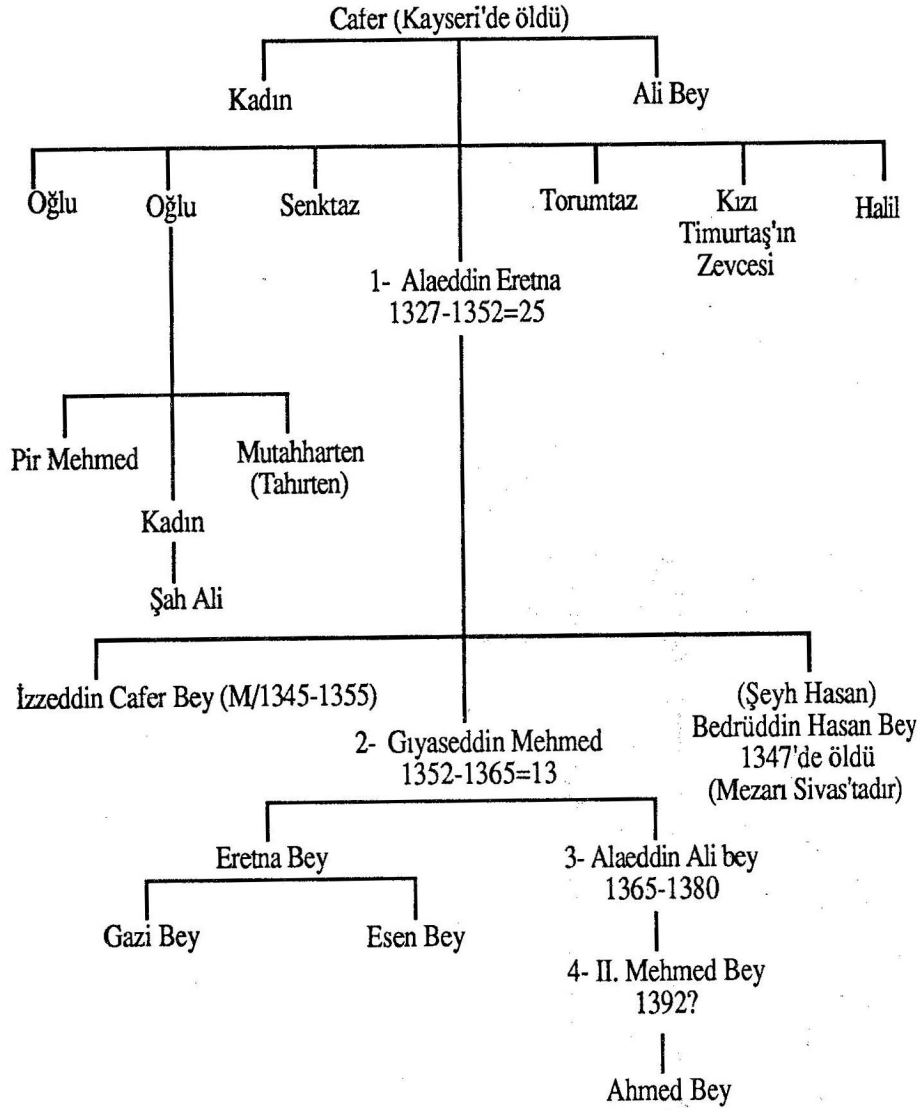 Cafer (Kayseri'de öldü)
Kadın
Ali Bey
Oğlu
Oğlu
Senktaz
Torumtaz
Kızı
Timurtaş'ın
Zevcesi
Halil
1- Alaeddin Eretna
1327-1352=25
Pir Mehmed
Mutahharten
(Tahırten)
Kadın
Şah Ali
İzzeddin Cafer Bey (M/1345-1355)
2- Gıyaseddin Mehmed
1352-1365=13
(Şeyh Hasan)
Bedrüddin Hasan Bey
1347'de öldü
(Mezarı Sivas'tadır)
Eretna Bey
3- Alaeddin Ali bey
1365-1380
Gazi Bey
Esen Bey
4- II. Mehmed Bey
1392?
Ahmed Bey